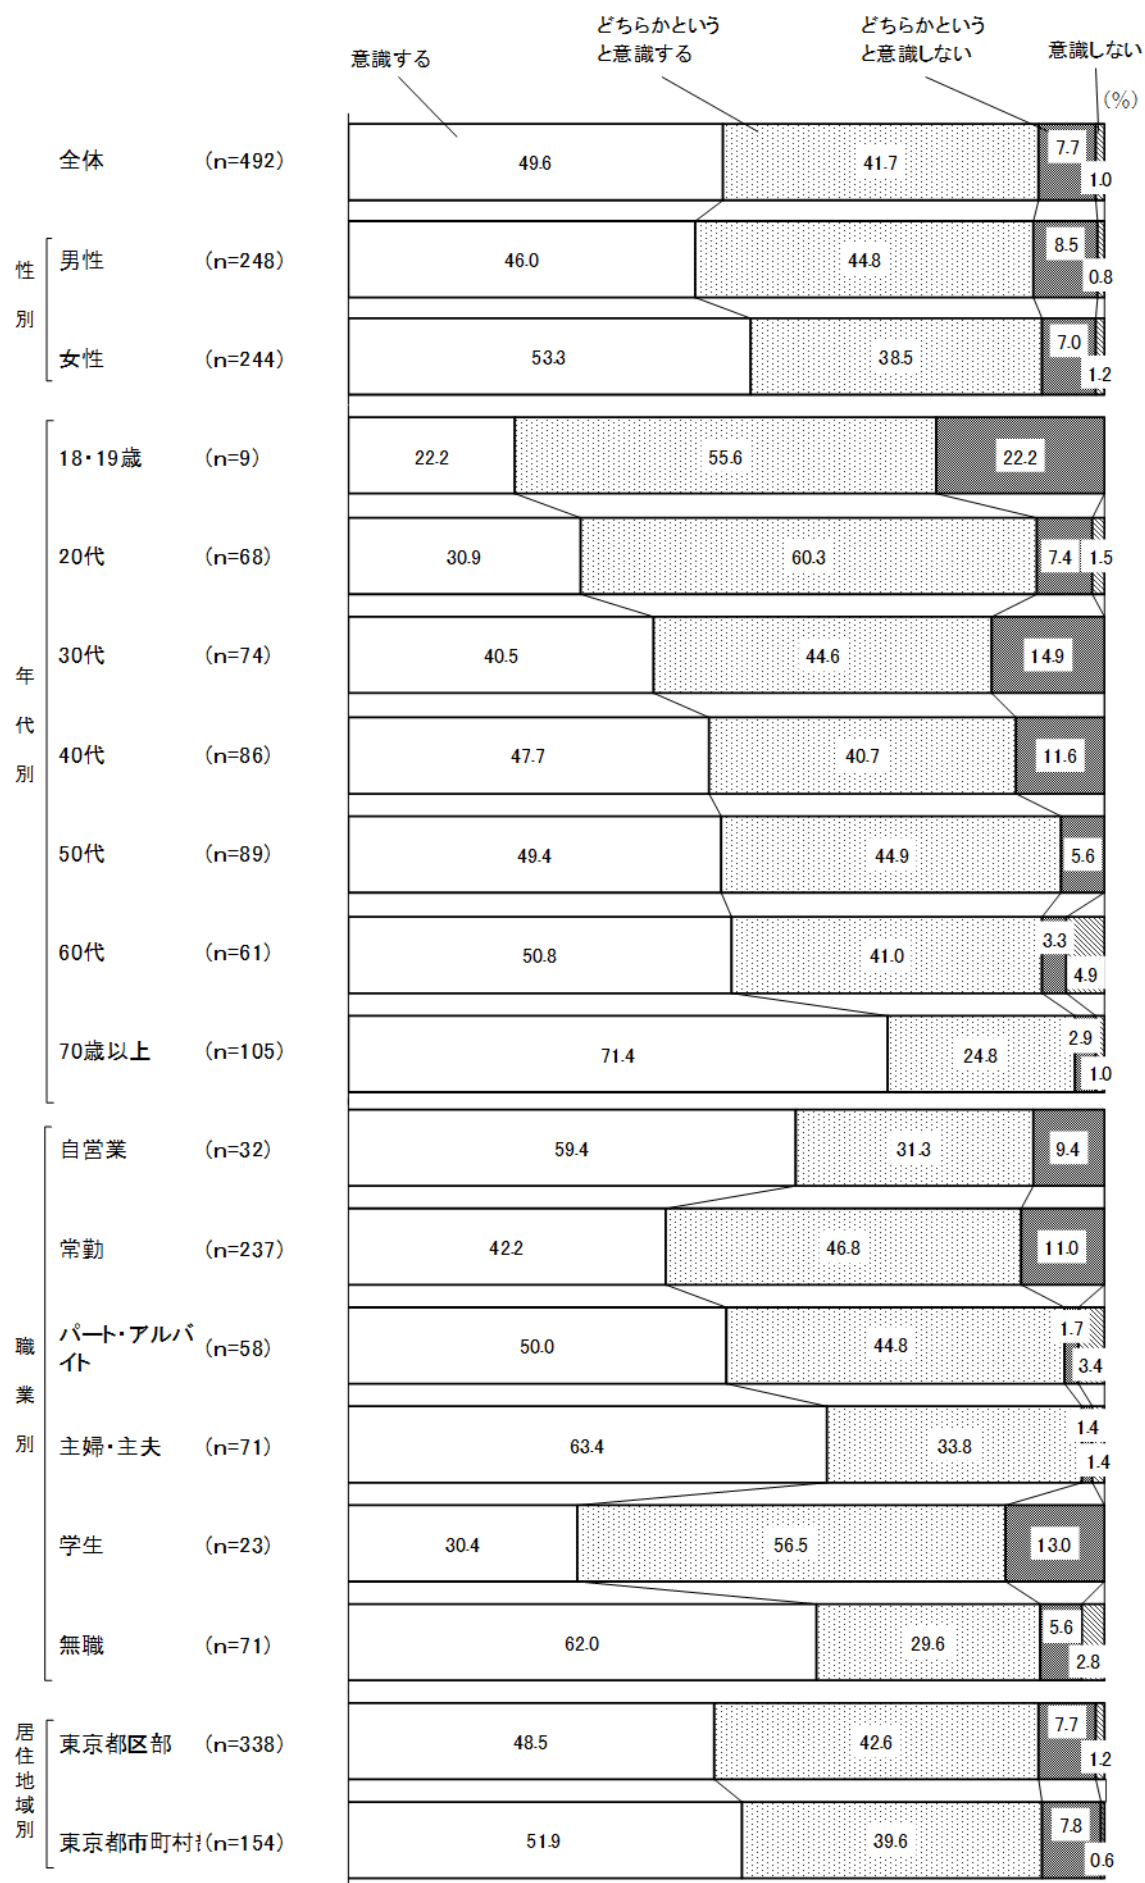 意識する
どちらかという
と意識する
どちらかという
と意識しない
意識しない
(%)
全体 (n=492) 49.6 41.7 7.7 1.0
性別
男性 (n=248) 46.0 44.8 8.5 0.8
女性 (n=244) 53.3 38.5 7.0 1.2
年代別
18・19歳 (n=9) 22.2 55.6 22.2
20代 (n=68) 30.9 60.3 7.4 1.5
30代 (n=74) 40.5 44.6 14.9
40代 (n=86) 47.7 40.7 11.6
50代 (n=89) 49.4 44.9 5.6
60代 (n=61) 50.8 41.0 3.3 4.9
70歳以上 (n=105) 71.4 24.8 2.9 1.0
職業別
自営業 (n=32) 59.4 31.3 9.4
常勤 (n=237) 42.2 46.8 11.0
パート・アルバ
イト (n=58) 50.0 44.8 1.7 3.4
主婦・主夫 (n=71) 63.4 33.8 1.4 1.4
学生 (n=23) 30.4 56.5 13.0
無職 (n=71) 62.0 29.6 5.6 2.8
居住地域別
東京都区部 (n=338) 48.5 42.6 7.7 1.2
東京都市町村 (n=154) 51.9 39.6 7.8 0.6